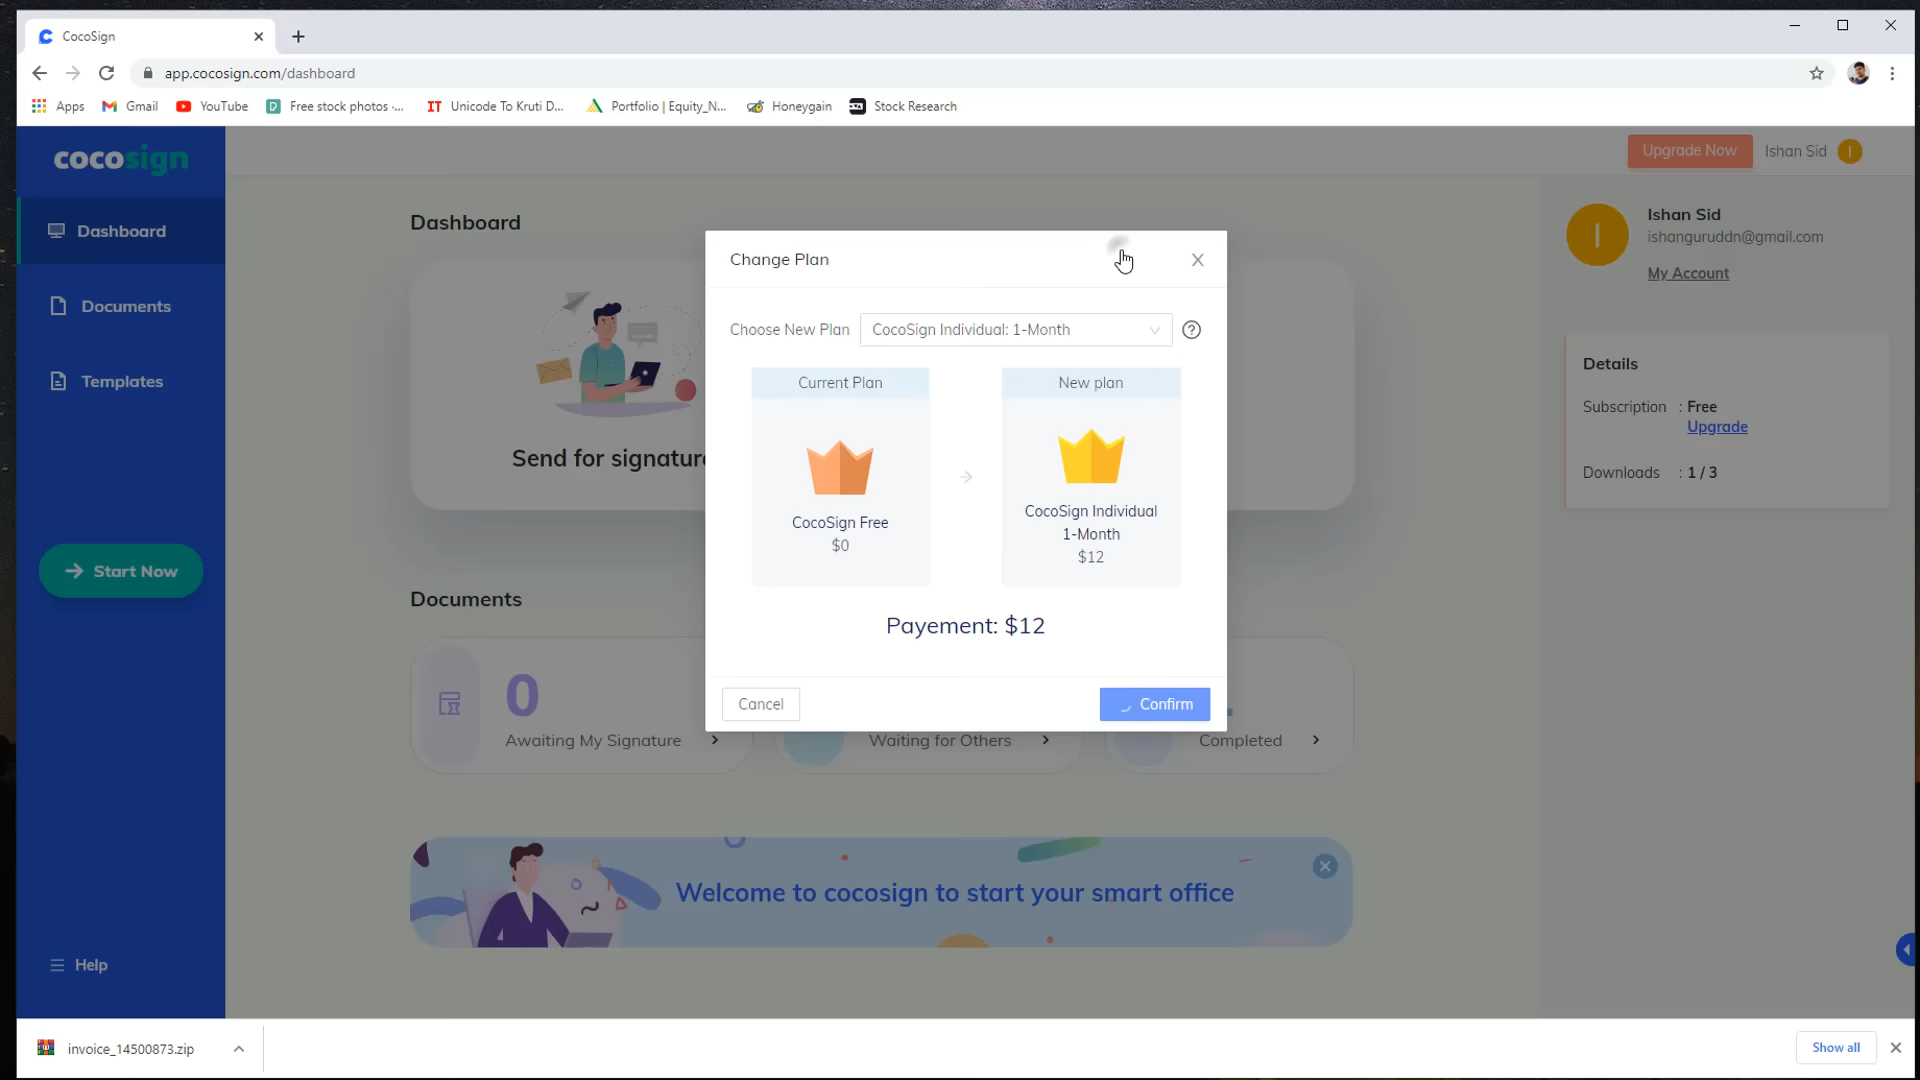 CocoSign
app.cocosign.com/dashboard
Apps
Gmail
YouTube
Free stock photos -...
Unicode To Kruti D...
Portfolio | Equity_N...
Honeygain
Stock Research
cocosign
Upgrade Now
Ishan Sid
I
Dashboard
Documents
Templates
Start Now
Help
Dashboard
Send for signature
Documents
0
Awaiting My Signature
Waiting for Others
Completed
Welcome to cocosign to start your smart office
Change Plan
Choose New Plan
CocoSign Individual: 1-Month
Current Plan
CocoSign Free
$0
New plan
CocoSign Individual
1-Month
$12
Payement: $12
Cancel
Confirm
I
Ishan Sid
ishanguruddn@gmail.com
My Account
Details
Subscription : Free
Upgrade
Downloads : 1 / 3
invoice_14500873.zip
Show all